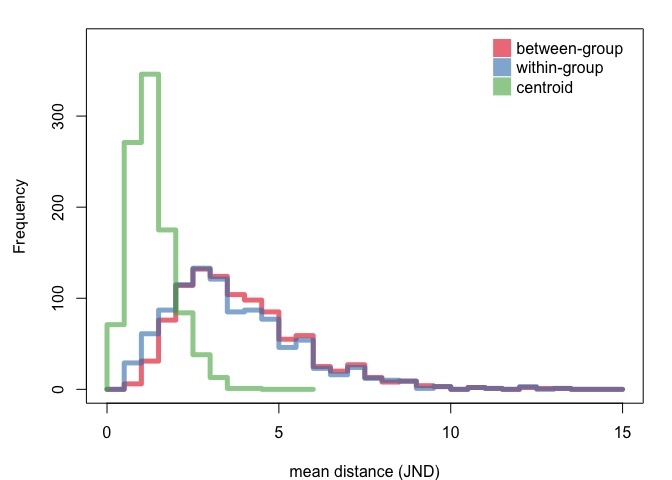 between-group
within-group
centroid
300
200
100
0
Frequency
0 5 10 15
mean distance (JND)